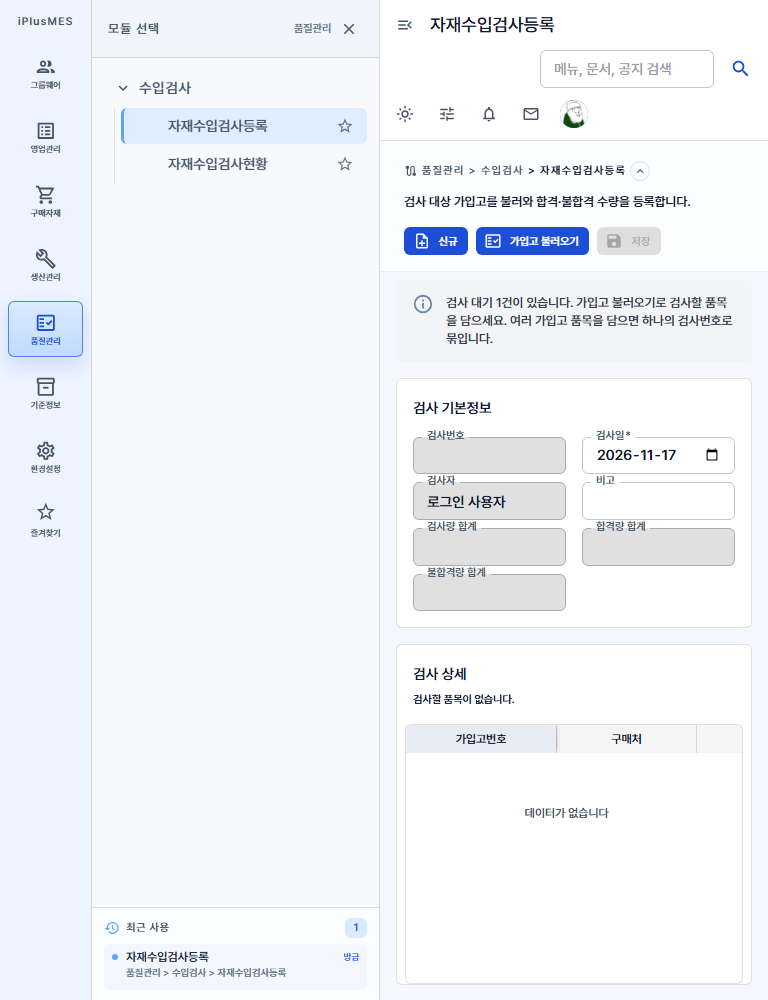 iPlusMES
그룹웨어
영업관리
구매자재
생산관리
품질관리
기준정보
환경설정
즐겨찾기
모듈 선택
품질관리
수입검사
자재수입검사등록
자재수입검사현황
최근 사용
1
자재수입검사등록
방금
품질관리 > 수입검사 > 자재수입검사등록
자재수입검사등록
메뉴, 문서, 공지 검색
품질관리 > 수입검사 > 자재수입검사등록
검사 대상 가입고를 불러와 합격·불합격 수량을 등록합니다.
신규
가입고 불러오기
저장
검사 대기 1건이 있습니다. 가입고 불러오기로 검사할 품목
을 담으세요. 여러 가입고 품목을 담으면 하나의 검사번호로
묶입니다.
검사 기본정보
검사번호
검사일*
2026-11-17
검사자
로그인 사용자
비고
검사량 합계
합격량 합계
불합격량 합계
검사 상세
검사할 품목이 없습니다.
가입고번호
구매처
데이터가 없습니다